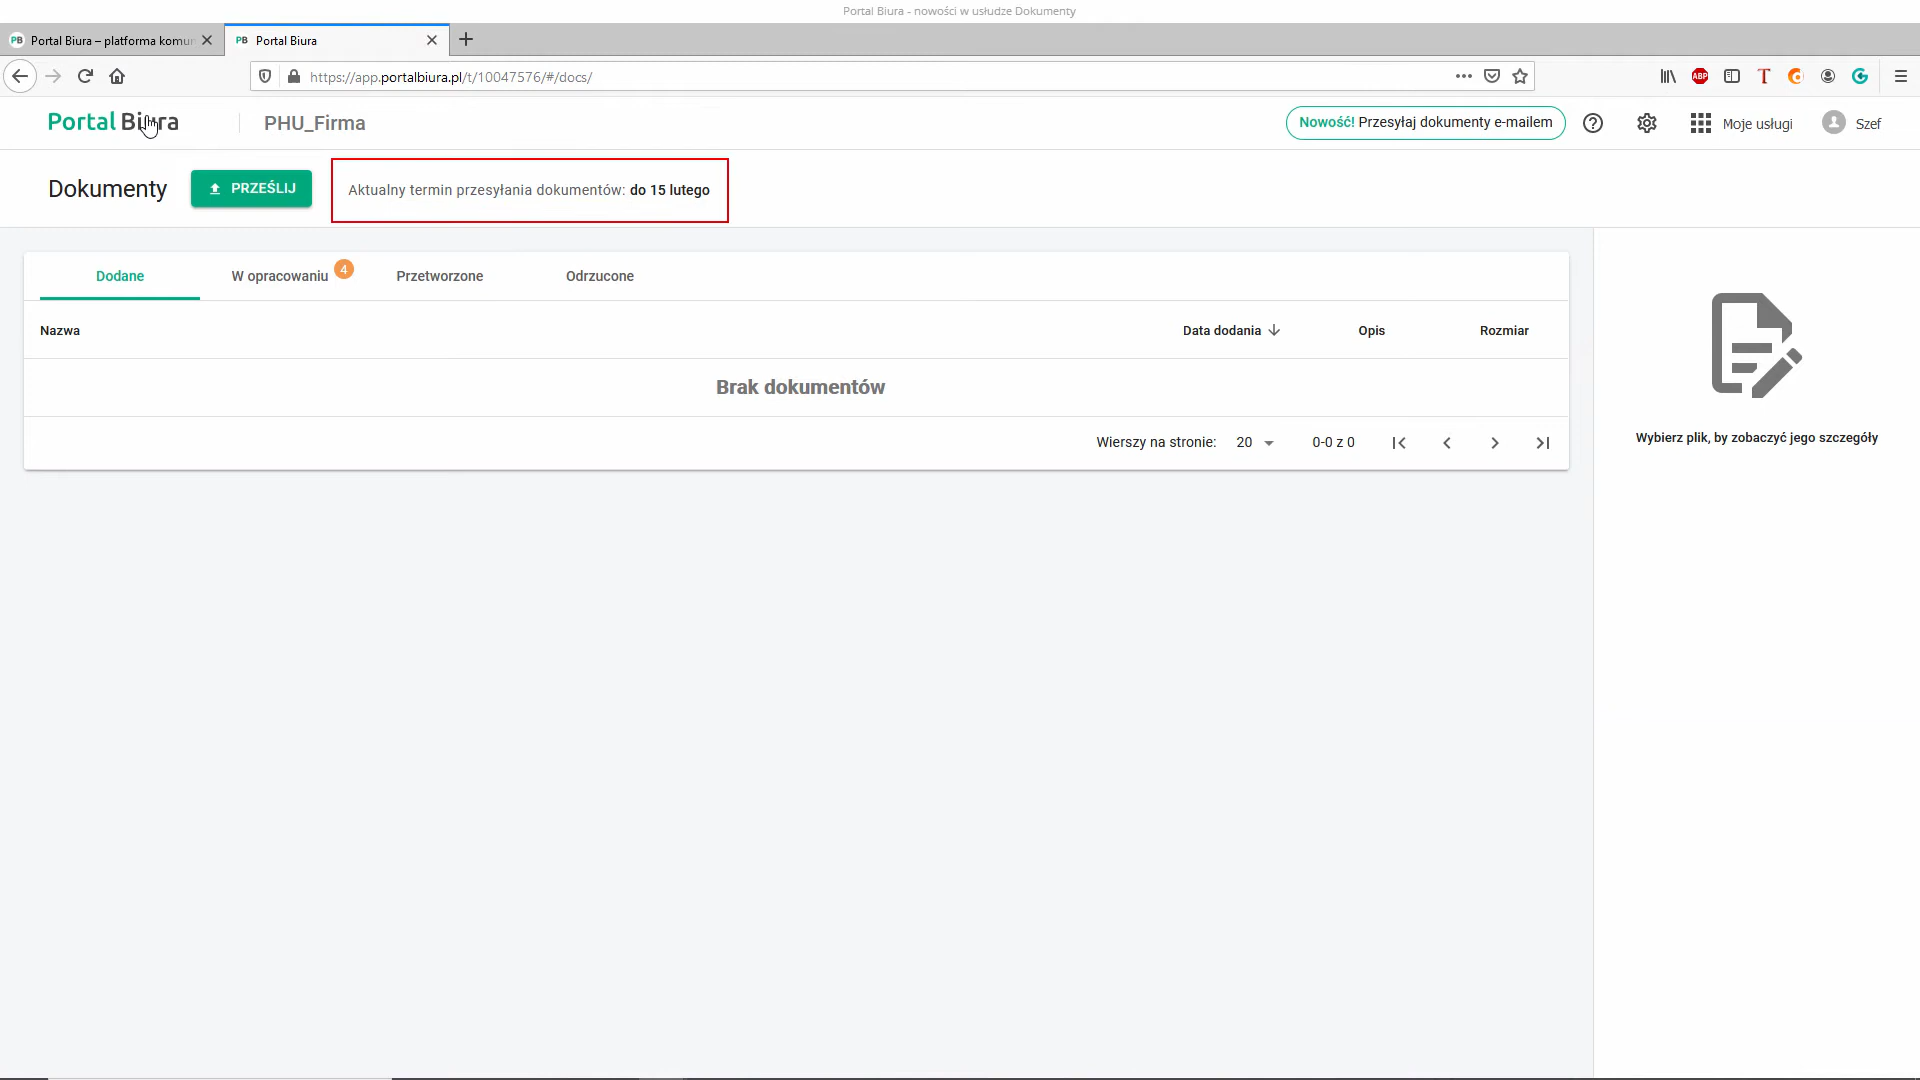 Portal Biura - nowości w usłudze Dokumenty
PB Portal Biura – platforma komun
PB Portal Biura
https://app.portalbiura.pl/t/10047576/#/docs/
ABP
T
Portal Biura
PHU_Firma
Nowość! Przesyłaj dokumenty e-mailem
Moje usługi
Szef
Dokumenty
PRZEŚLIJ
Aktualny termin przesyłania dokumentów: do 15 lutego
Dodane
W opracowaniu 4
Przetworzone
Odrzucone
Nazwa
Data dodania
Opis
Rozmiar
Brak dokumentów
Wierszy na stronie: 20
0-0 z 0
Wybierz plik, by zobaczyć jego szczegóły